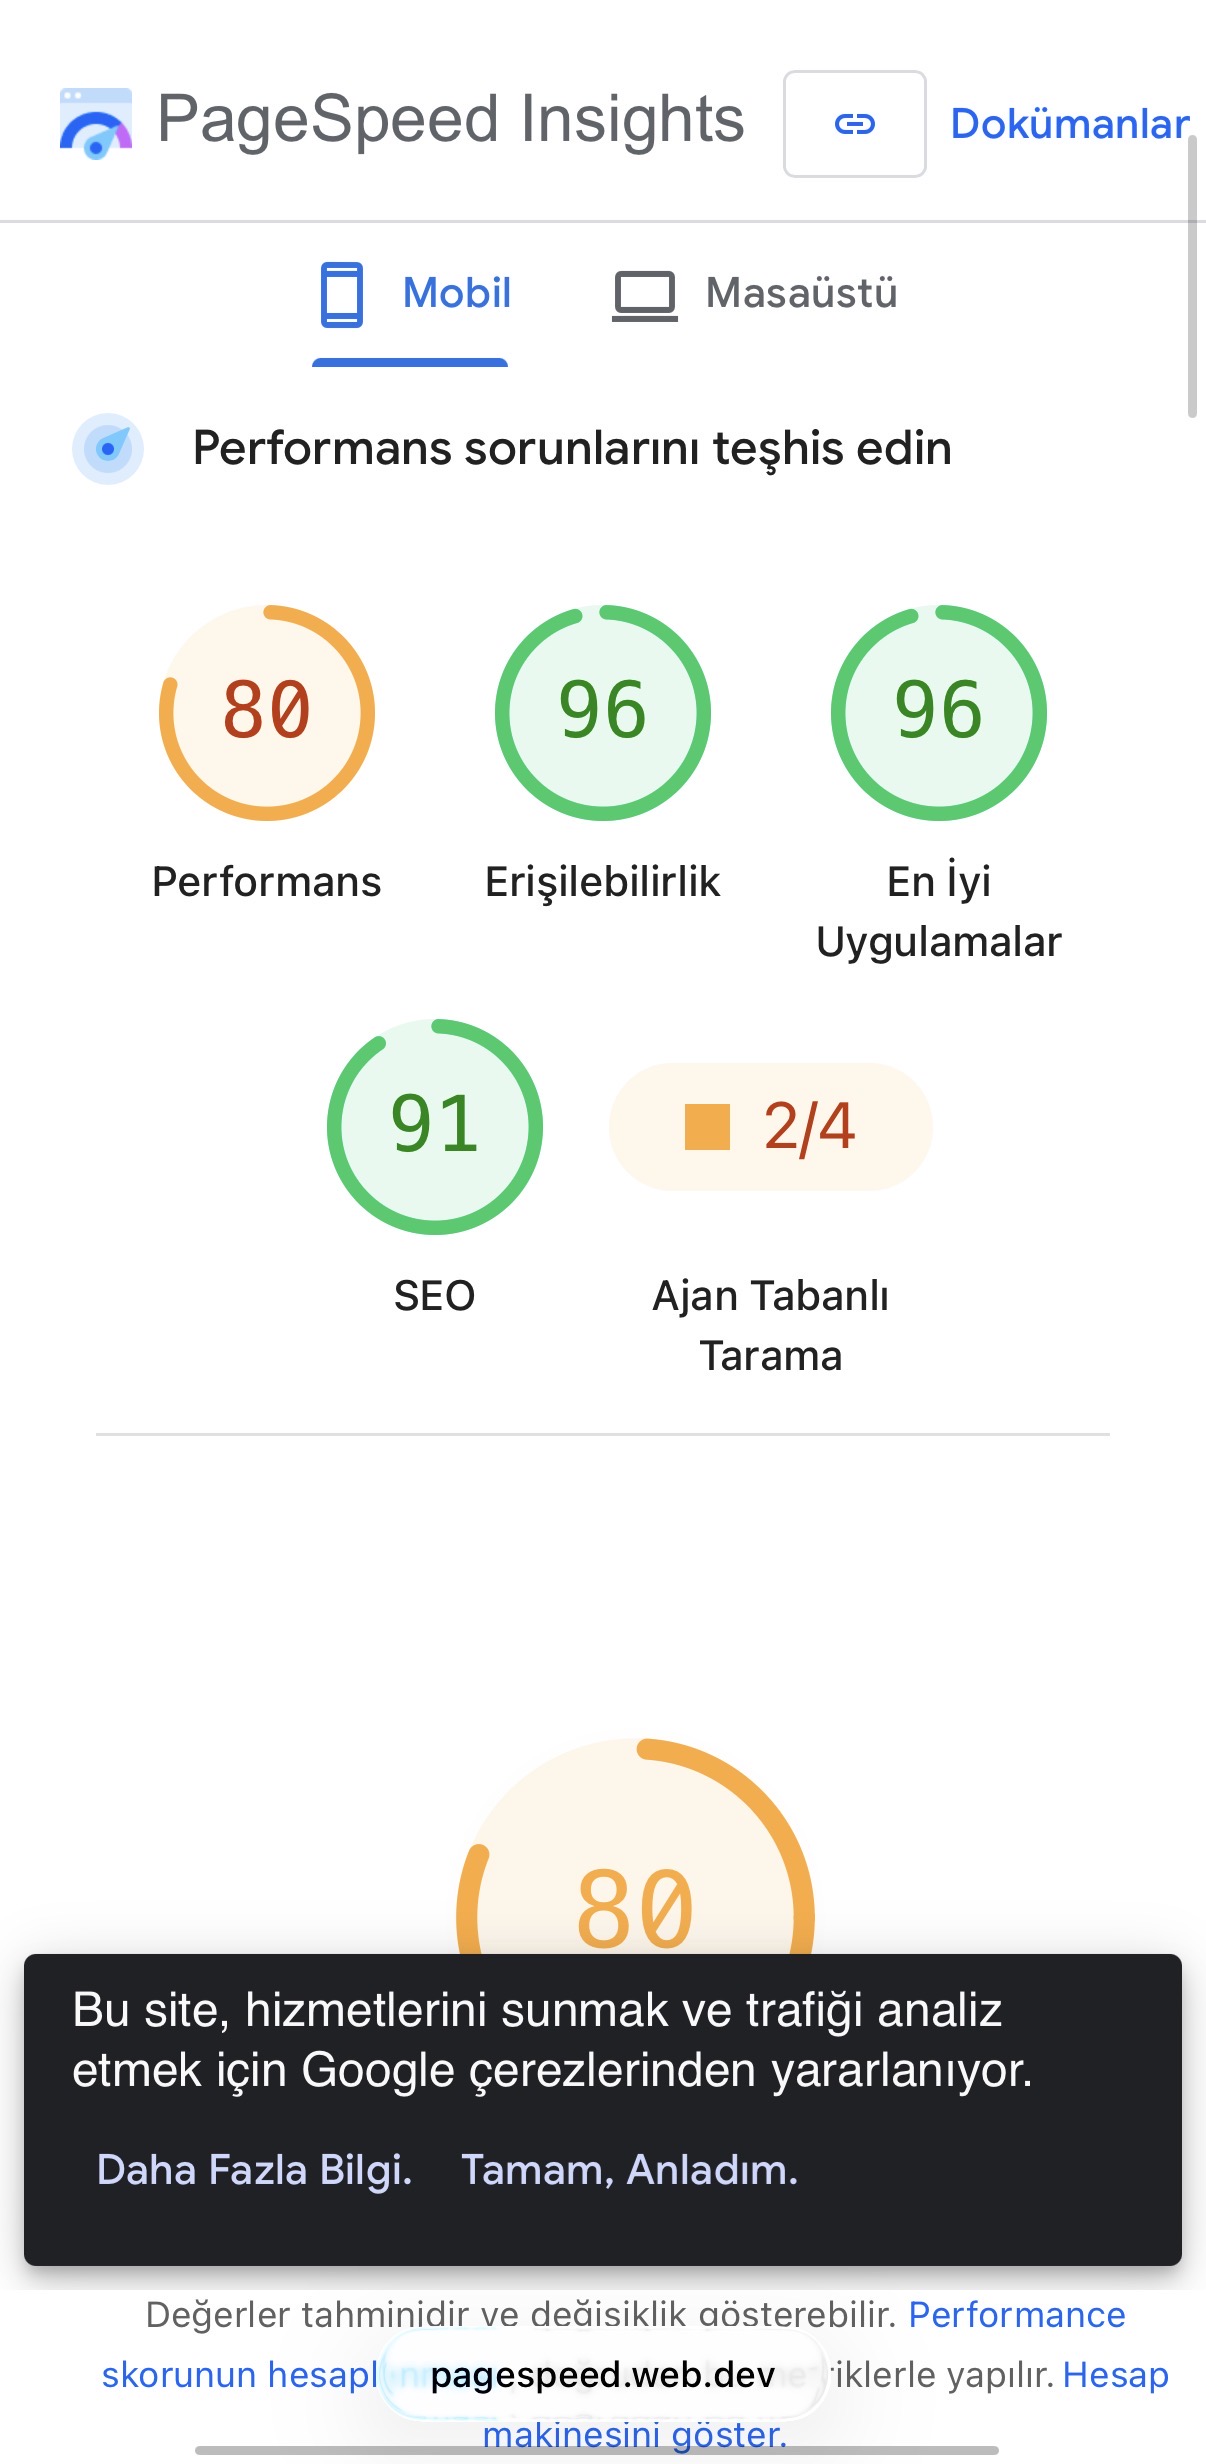 PageSpeed Insights
Dokümanlar
Mobil
Masaüstü
Performans sorunlarını teşhis edin
80
96
96
Performans
Erişilebilirlik
En İyi
Uygulamalar
91
2/4
SEO
Ajan Tabanlı
Tarama
80
Bu site, hizmetlerini sunmak ve trafiği analiz
etmek için Google çerezlerinden yararlanıyor.
Daha Fazla Bilgi.
Tamam, Anladım.
Değerler tahminidir ve değişiklik gösterebilir. Performance
skorunun pagespeed.web.dev yapılır. Hesap
makinesini göster.